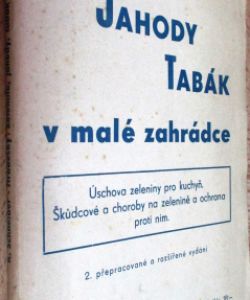 JAHODY
TABÁK
v malé zahrádce
Úschova zeleniny pro kuchyň,
Škůdcové a choroby na zelenině a ochrana
proti nim.
2. přepracované a rozšířené vydání